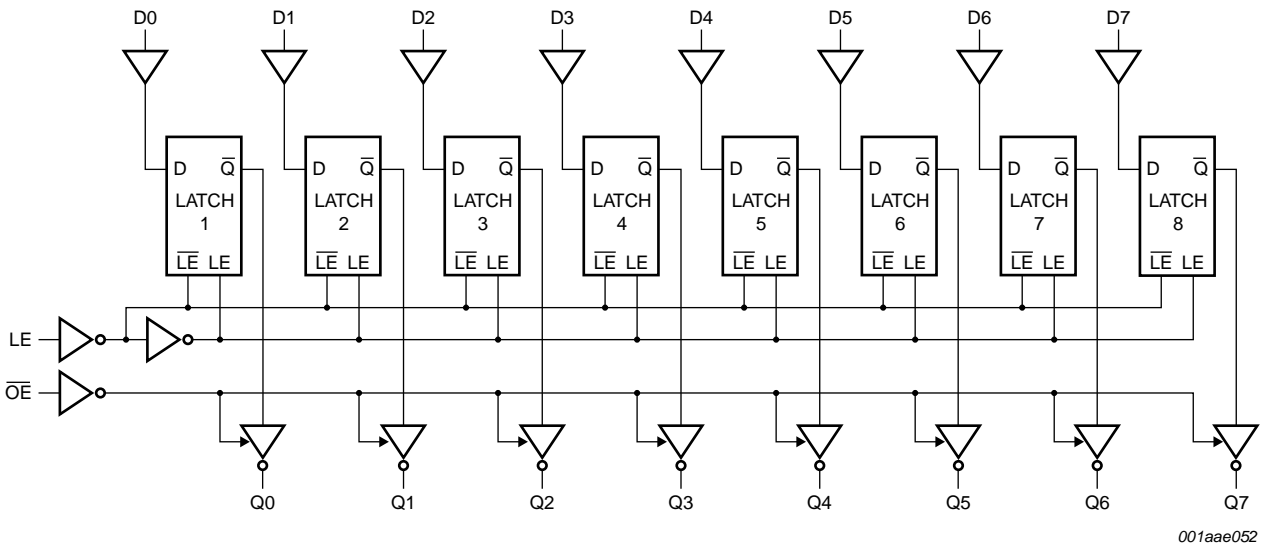 D0 D1 D2 D3 D4 D5 D6 D7
D Q̅ D Q̅ D Q̅ D Q̅ D Q̅ D Q̅ D Q̅ D Q̅
LATCH LATCH LATCH LATCH LATCH LATCH LATCH LATCH
1 2 3 4 5 6 7 8
L̅E̅ LE L̅E̅ LE L̅E̅ LE L̅E̅ LE L̅E̅ LE L̅E̅ LE L̅E̅ LE L̅E̅ LE
LE
O̅E̅
Q0 Q1 Q2 Q3 Q4 Q5 Q6 Q7
001aae052